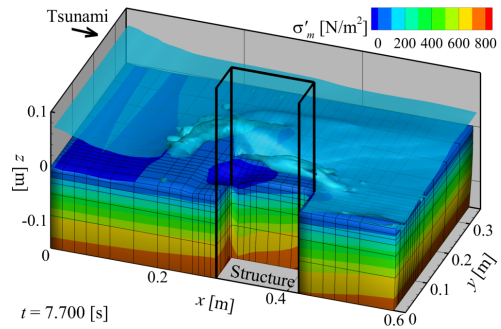 Tsunami
σ′m [N/m²]
0 200 400 600 800
0.1
0
-0.1
z [m]
0
0.2
0.4
0.6
x [m]
0
0.1
0.2
0.3
y [m]
Structure
t = 7.700 [s]